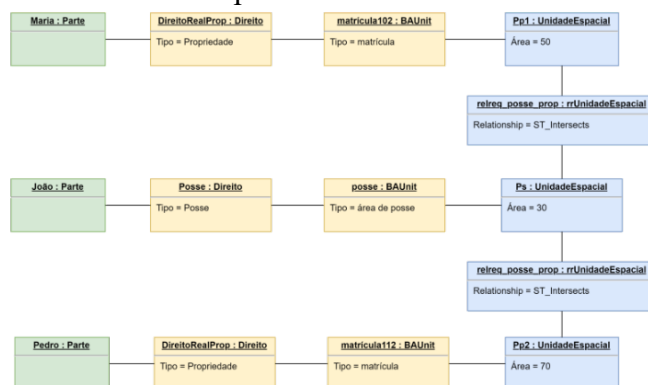 Maria : Parte
DireitoRealProp : Direito
Tipo = Propriedade
matricula102 : BAUnit
Tipo = matrícula
Pp1 : UnidadeEspacial
Área = 50
relreq_posse_prop : rrUnidadeEspacial
Relationship = ST_Intersects
João : Parte
Posse : Direito
Tipo = Posse
posse : BAUnit
Tipo = área de posse
Ps : UnidadeEspacial
Área = 30
relreq_posse_prop : rrUnidadeEspacial
Relationship = ST_Intersects
Pedro : Parte
DireitoRealProp : Direito
Tipo = Propriedade
matricula112 : BAUnit
Tipo = matrícula
Pp2 : UnidadeEspacial
Área = 70